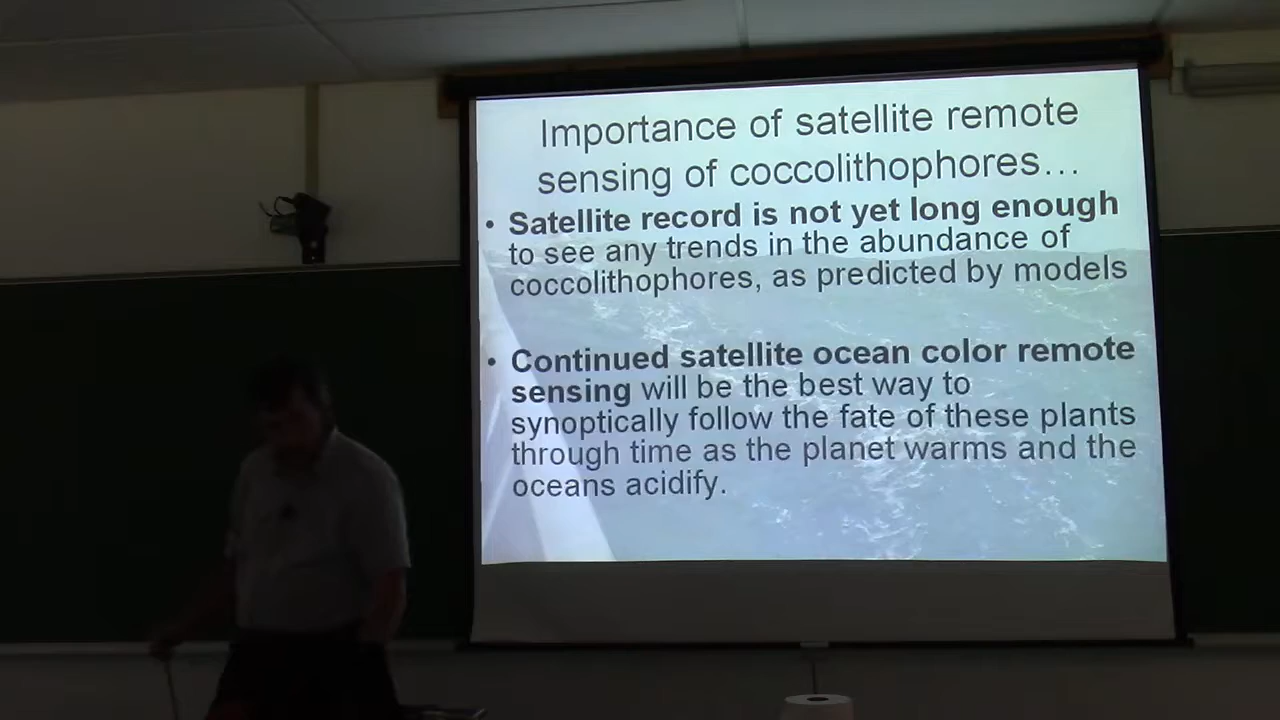 Importance of satellite remote
sensing of coccolithophores…
• Satellite record is not yet long enough
to see any trends in the abundance of
coccolithophores, as predicted by models
• Continued satellite ocean color remote
sensing will be the best way to
synoptically follow the fate of these plants
through time as the planet warms and the
oceans acidify.